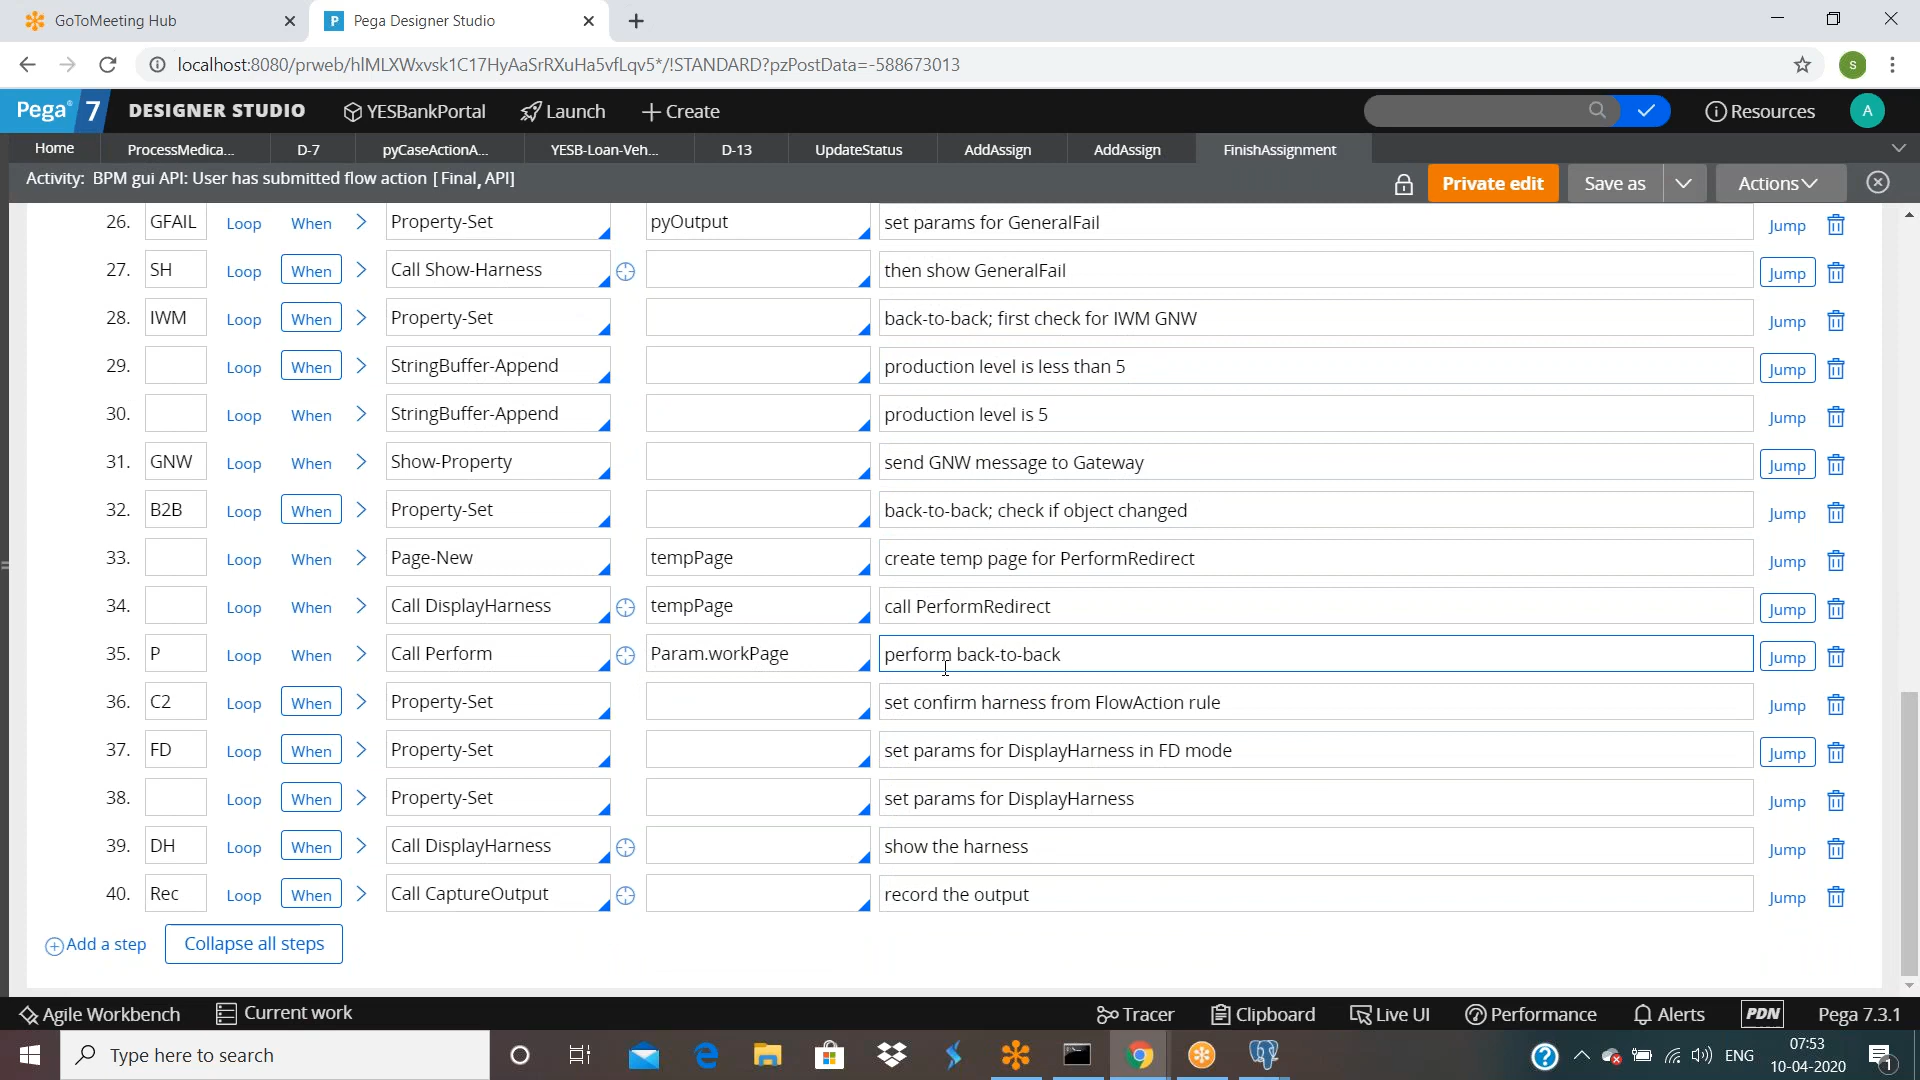 GoToMeeting Hub
P Pega Designer Studio
localhost:8080/prweb/hIMLXWxvsk1C17HyAaSrRXuHa5vfLqv5*/!STANDARD?pzPostData=-588673013
s
Pega 7 DESIGNER STUDIO YESBankPortal Launch Create Resources A
Home ProcessMedica... D-7 pyCaseActionA... YESB-Loan-Veh... D-13 UpdateStatus AddAssign AddAssign FinishAssignment
Activity: BPM gui API: User has submitted flow action [ Final, API]
Private edit Save as Actions
26. GFAIL Loop When Property-Set pyOutput set params for GeneralFail Jump
27. SH Loop When Call Show-Harness then show GeneralFail Jump
28. IWM Loop When Property-Set back-to-back; first check for IWM GNW Jump
29. Loop When StringBuffer-Append production level is less than 5 Jump
30. Loop When StringBuffer-Append production level is 5 Jump
31. GNW Loop When Show-Property send GNW message to Gateway Jump
32. B2B Loop When Property-Set back-to-back; check if object changed Jump
33. Loop When Page-New tempPage create temp page for PerformRedirect Jump
34. Loop When Call DisplayHarness tempPage call PerformRedirect Jump
35. P Loop When Call Perform Param.workPage perform back-to-back Jump
36. C2 Loop When Property-Set set confirm harness from FlowAction rule Jump
37. FD Loop When Property-Set set params for DisplayHarness in FD mode Jump
38. Loop When Property-Set set params for DisplayHarness Jump
39. DH Loop When Call DisplayHarness show the harness Jump
40. Rec Loop When Call CaptureOutput record the output Jump
Add a step Collapse all steps
Agile Workbench Current work Tracer Clipboard Live UI Performance Alerts PDN Pega 7.3.1
Type here to search
ENG
07:53
10-04-2020
1